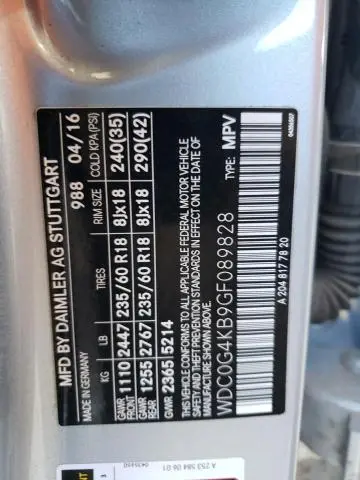 MFD BY DAIMLER AG STUTTGART
MADE IN GERMANY 988 04/16
KG LB TIRES RIM SIZE COLD KPA(PSI)
GAWR FRONT 1110 2447 235/60 R18 8Jx18 240(35)
GAWR REAR 1255 2767 235/60 R18 8Jx18 290(42)
GVWR 2365 5214
THIS VEHICLE CONFORMS TO ALL APPLICABLE FEDERAL MOTOR VEHICLE
SAFETY AND THEFT PREVENTION STANDARDS IN EFFECT ON THE DATE OF
MANUFACTURE SHOWN ABOVE
TYPE: MPV
WDC0G4KB9GF089828
A 204 817 78 20
A 253 584 06 01
3